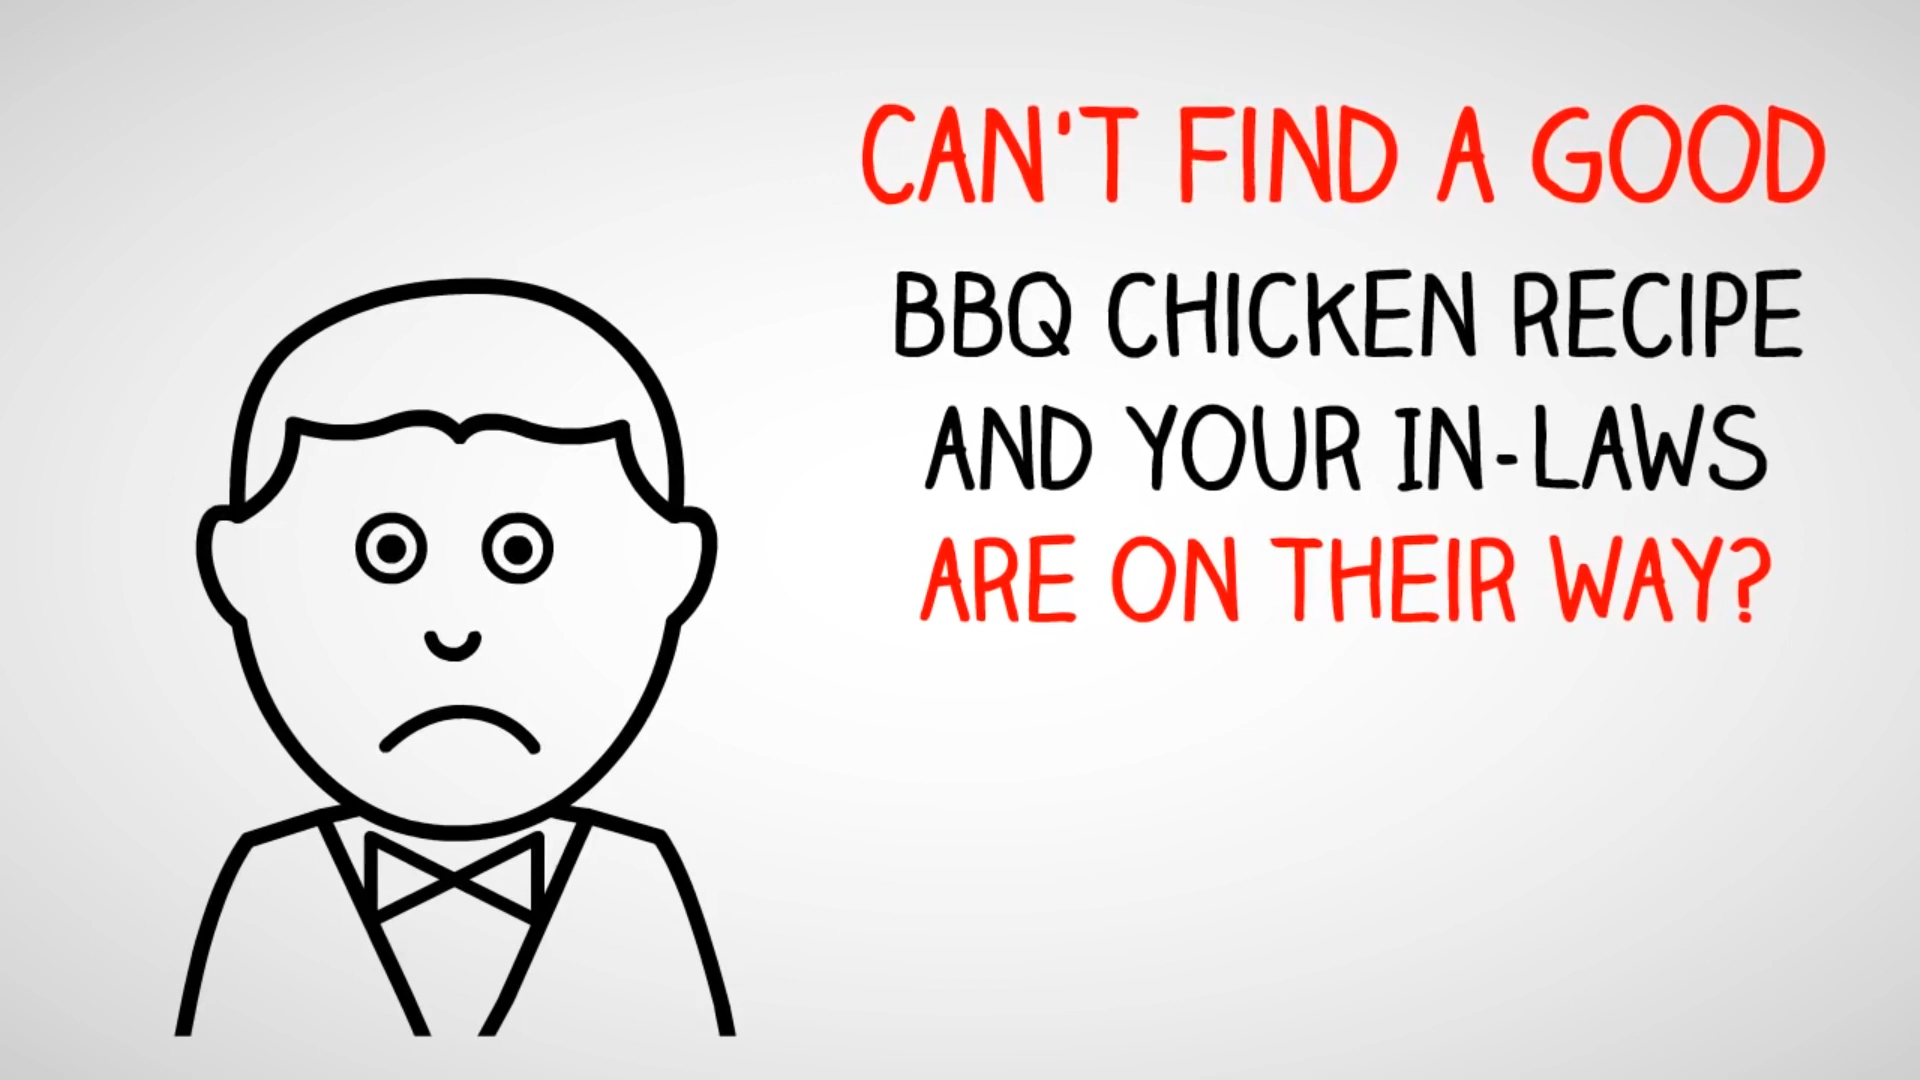 CAN'T FIND A GOOD
BBQ CHICKEN RECIPE
AND YOUR IN-LAWS
ARE ON THEIR WAY?